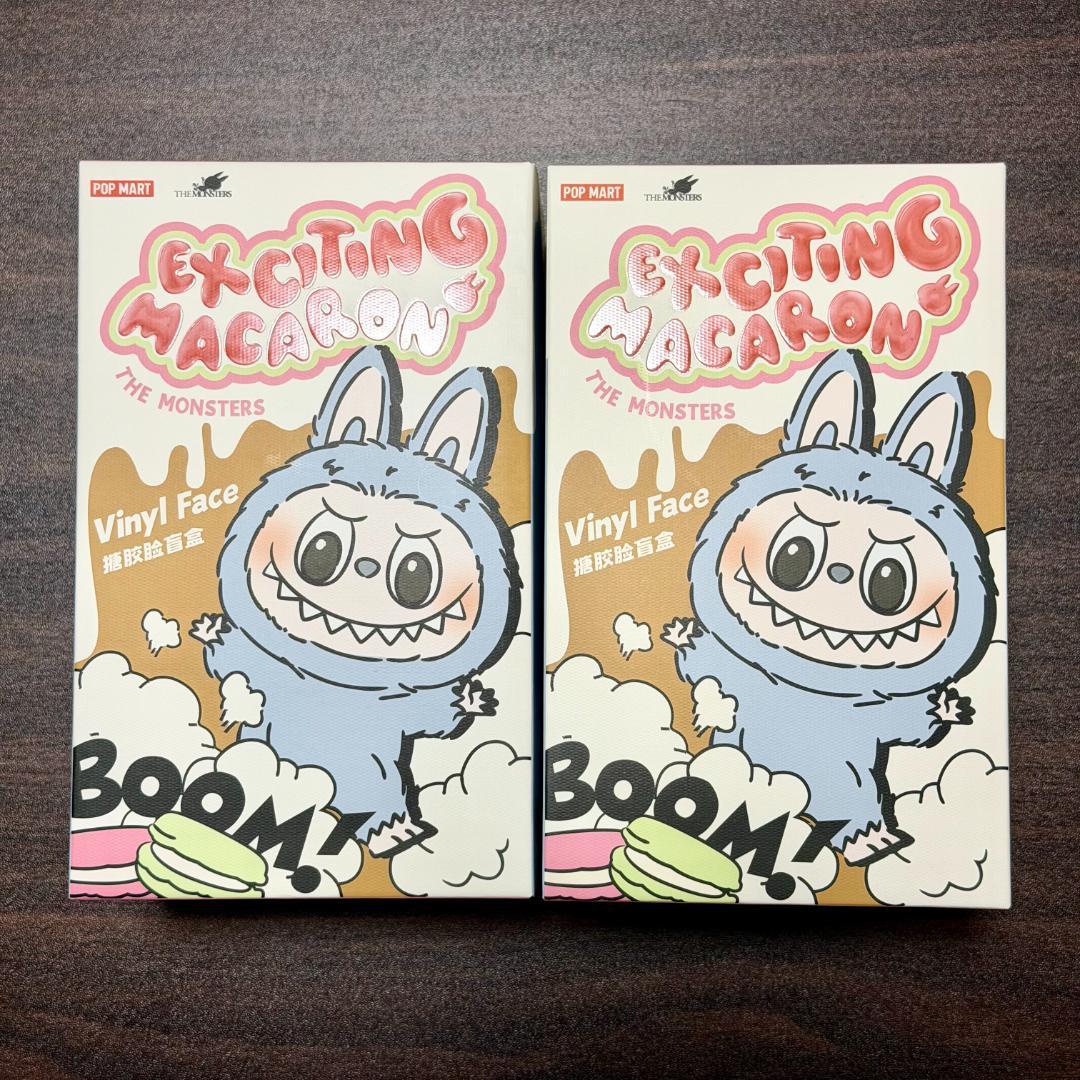 POP MART
THE MONSTERS
EXCITING
MACARON
THE MONSTERS
Vinyl Face
搪胶脸盲盒
BOOM!
POP MART
THE MONSTERS
EXCITING
MACARON
THE MONSTERS
Vinyl Face
搪胶脸盲盒
BOOM!